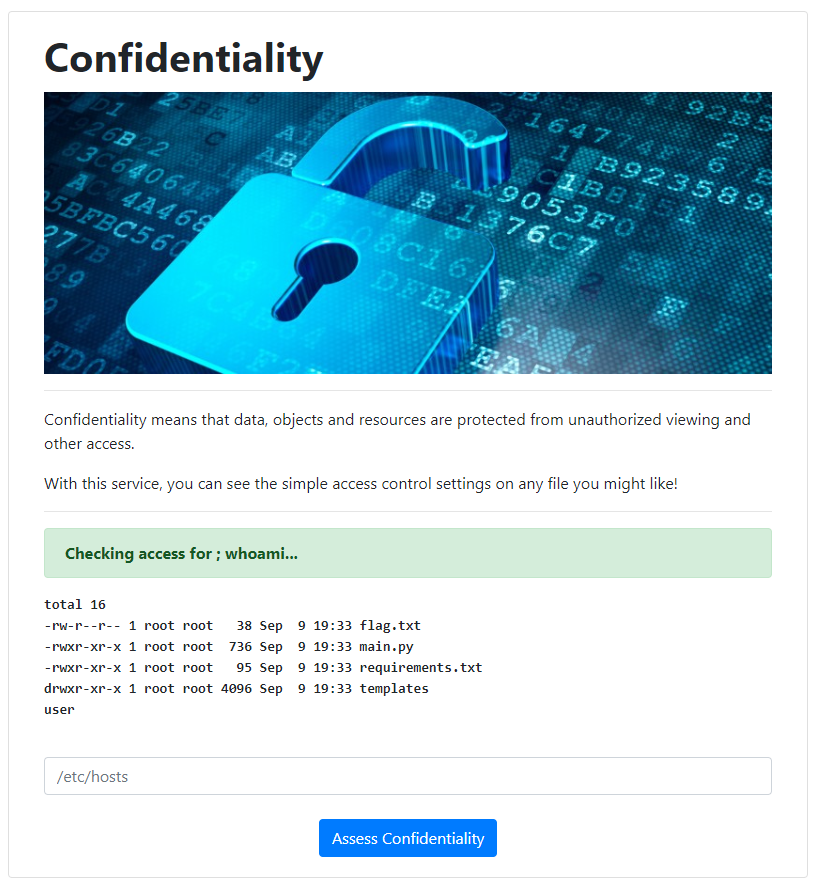 Confidentiality
Confidentiality means that data, objects and resources are protected from unauthorized viewing and
other access.
With this service, you can see the simple access control settings on any file you might like!
Checking access for ; whoami...
total 16
-rw-r--r-- 1 root root   38 Sep  9 19:33 flag.txt
-rwxr-xr-x 1 root root  736 Sep  9 19:33 main.py
-rwxr-xr-x 1 root root   95 Sep  9 19:33 requirements.txt
drwxr-xr-x 1 root root 4096 Sep  9 19:33 templates
user
/etc/hosts
Assess Confidentiality